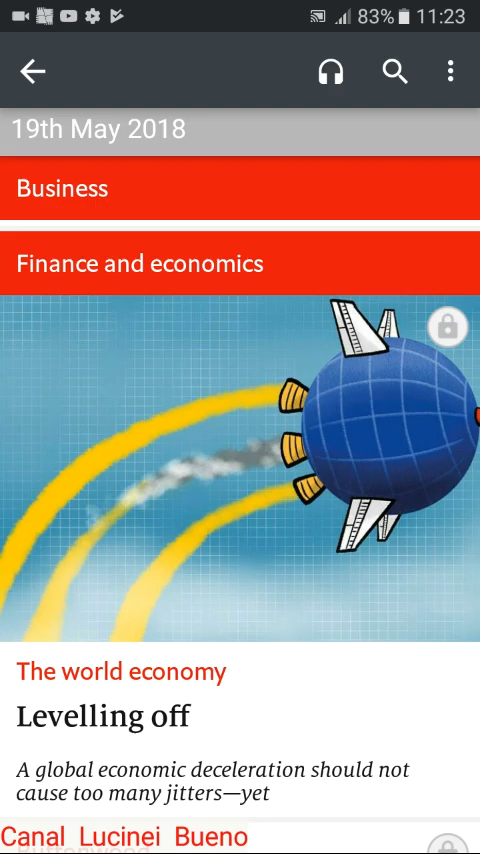 83% 11:23
19th May 2018
Business
Finance and economics
The world economy
Levelling off
A global economic deceleration should not
cause too many jitters—yet
Canal Lucinei Bueno